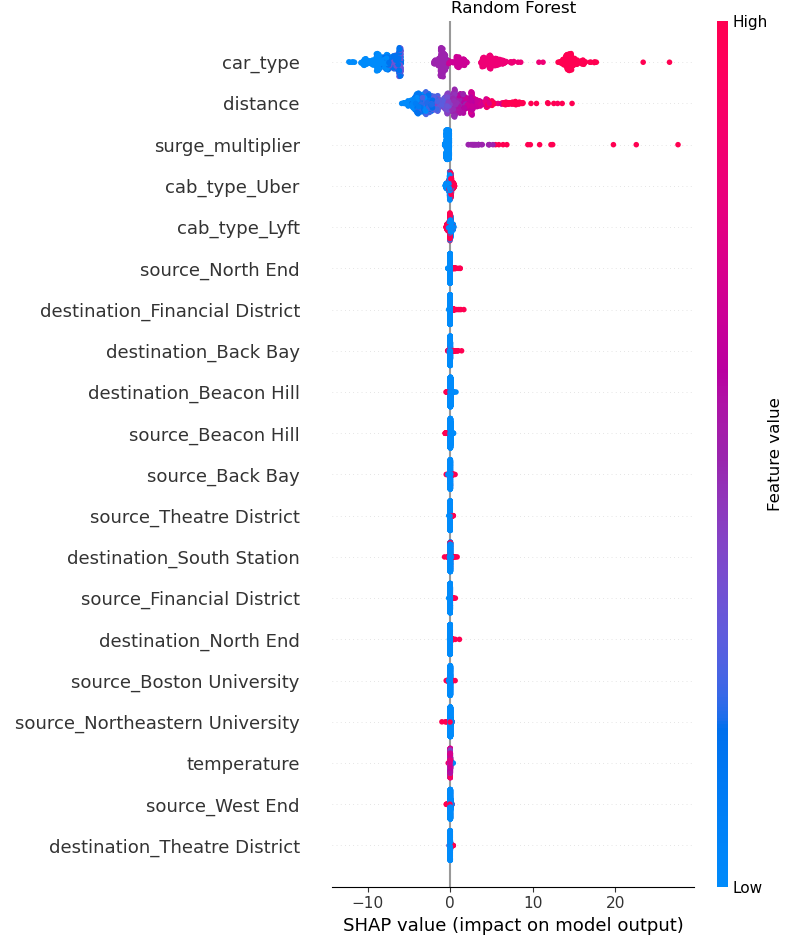 Random Forest
High
car_type
distance
surge_multiplier
cab_type_Uber
cab_type_Lyft
source_North End
destination_Financial District
destination_Back Bay
destination_Beacon Hill
source_Beacon Hill
source_Back Bay
source_Theatre District
destination_South Station
source_Financial District
destination_North End
source_Boston University
source_Northeastern University
temperature
source_West End
destination_Theatre District
Feature value
Low
−10 0 10 20
SHAP value (impact on model output)